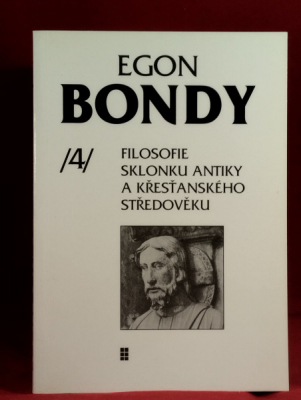 EGON
BONDY
/4/
FILOSOFIE
SKLONKU ANTIKY
A KŘESŤANSKÉHO
STŘEDOVĚKU